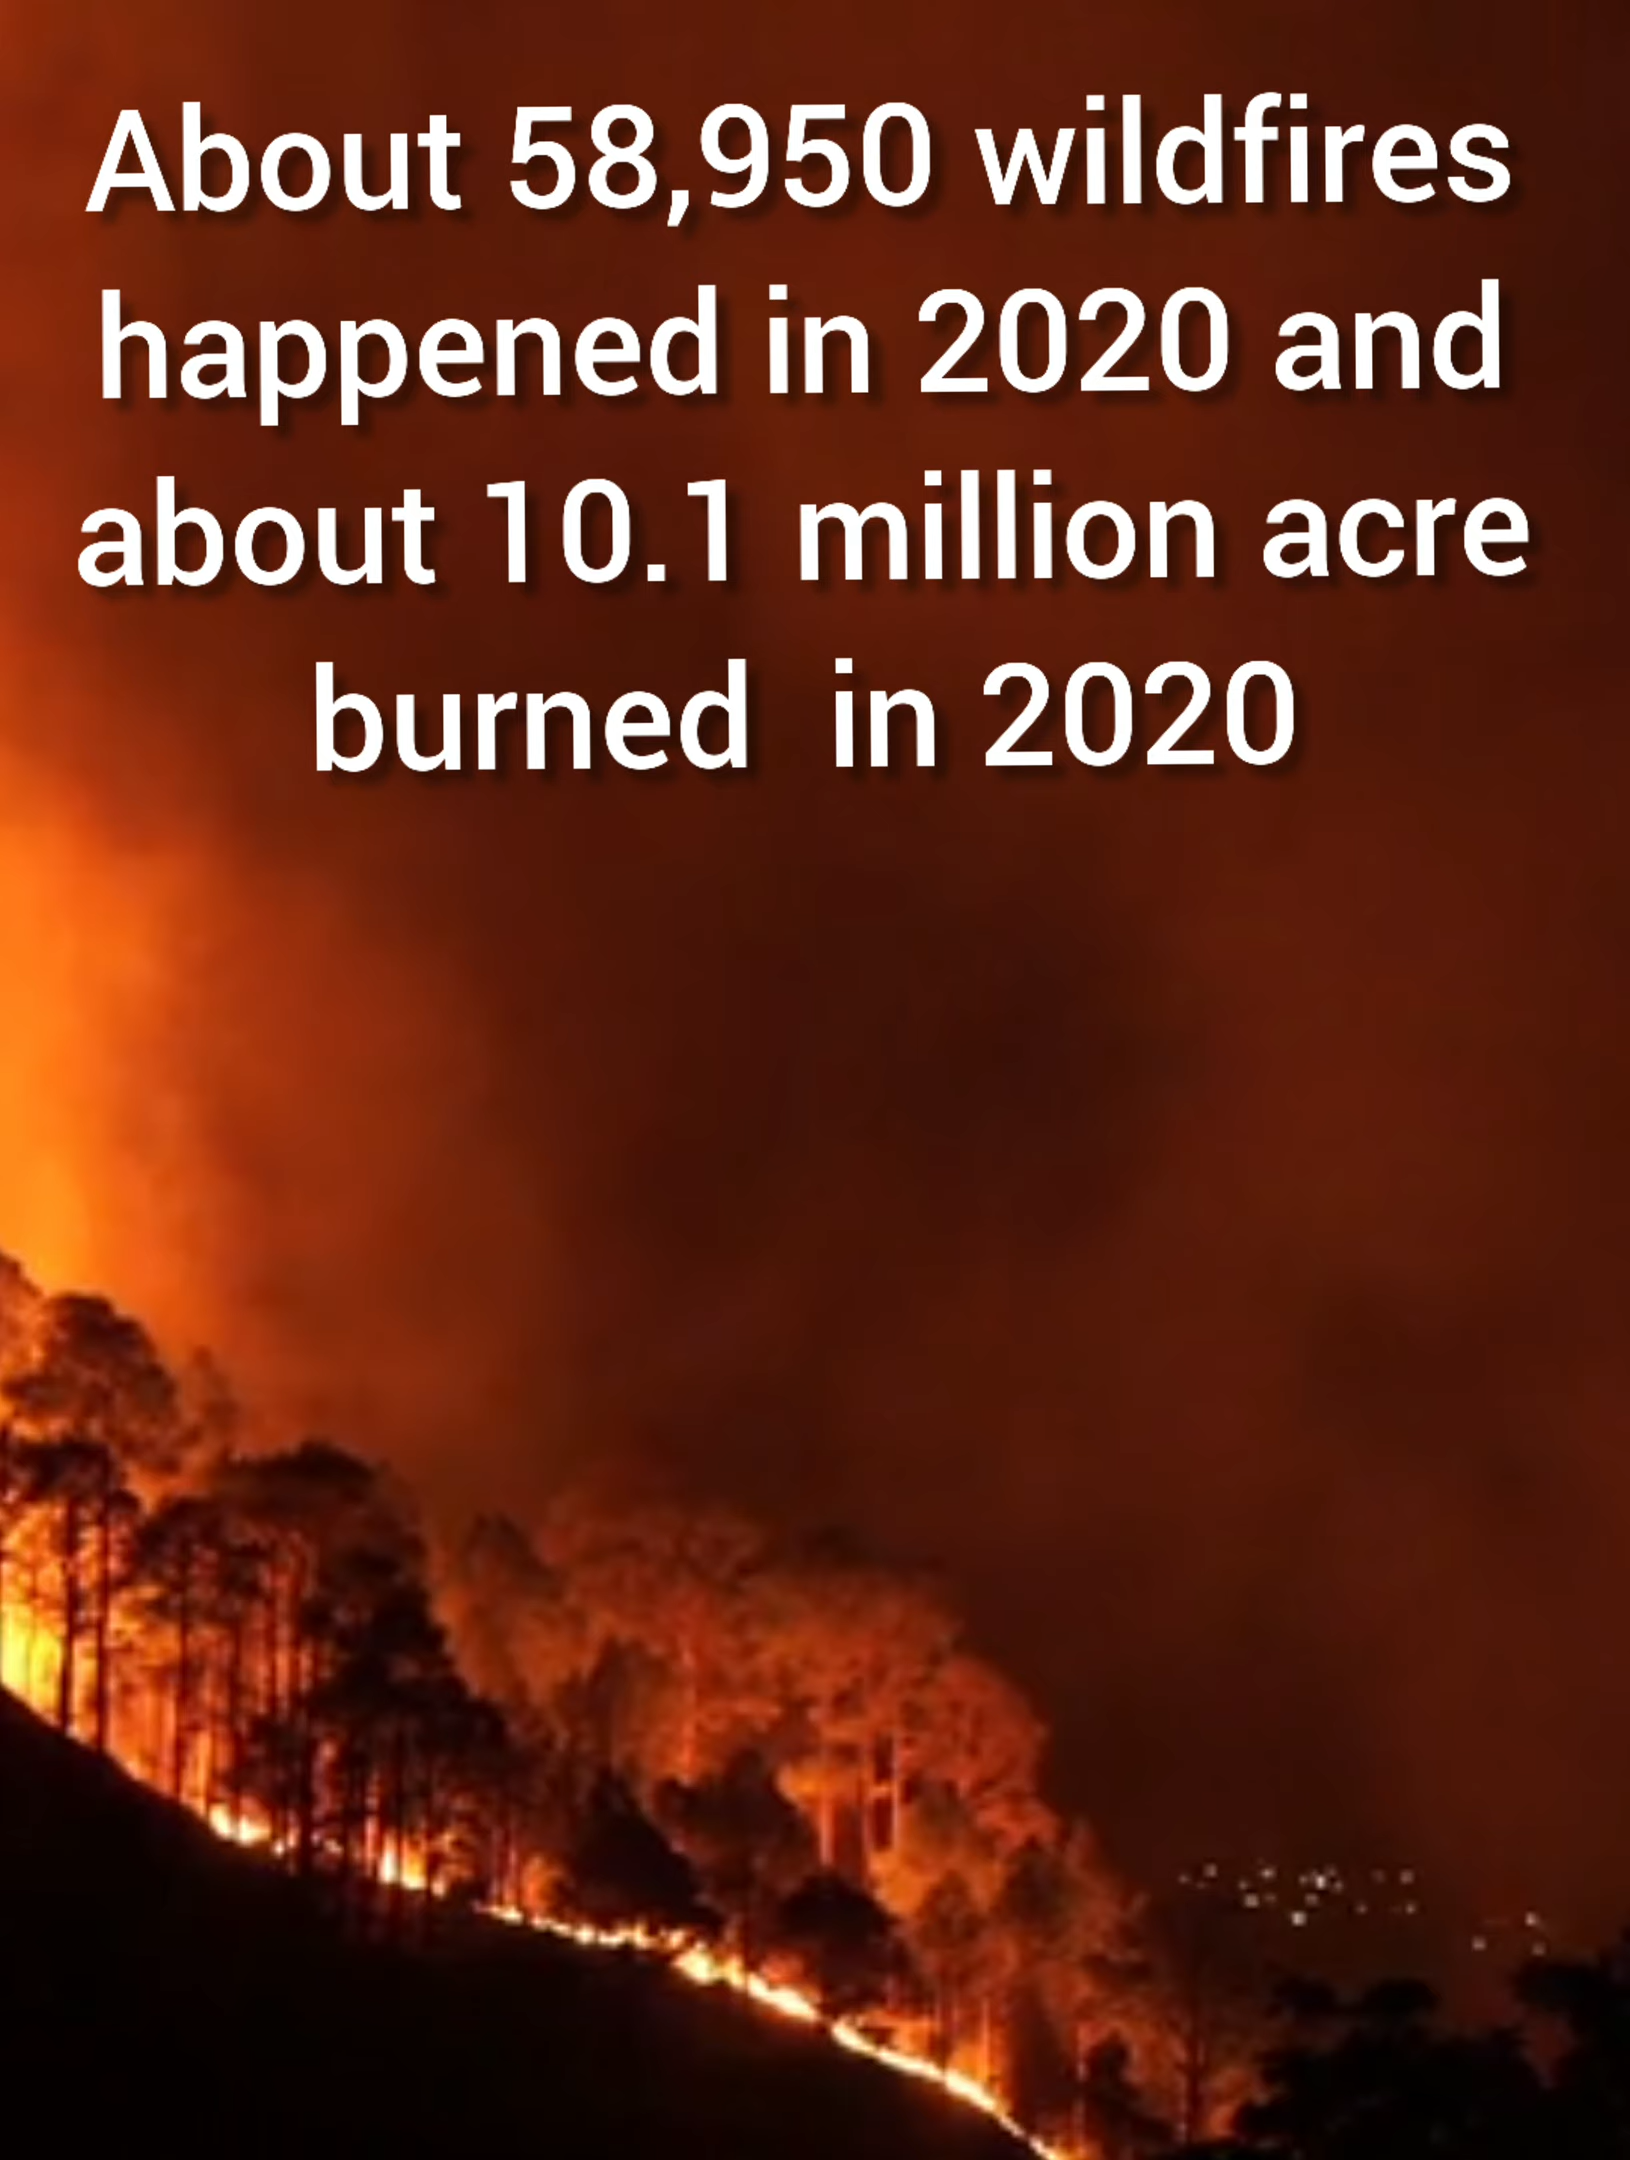 About 58,950 wildfires
happened in 2020 and
about 10.1 million acre
burned  in 2020